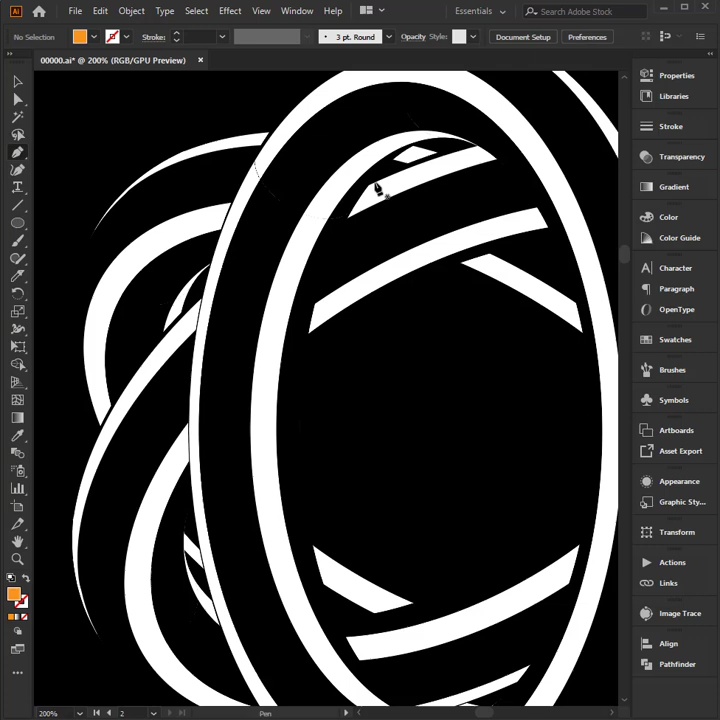 Ai File Edit Object Type Select Effect View Window Help Essentials Search Adobe Stock
No Selection Stroke: 3 pt. Round Opacity Style: Document Setup Preferences
00000.ai* @ 200% (RGB/GPU Preview) ×
Properties
Libraries
Stroke
Transparency
Gradient
Color
Color Guide
Character
Paragraph
OpenType
Swatches
Brushes
Symbols
Artboards
Asset Export
Appearance
Graphic Sty...
Transform
Actions
Links
Image Trace
Align
Pathfinder
200% 2 Pen